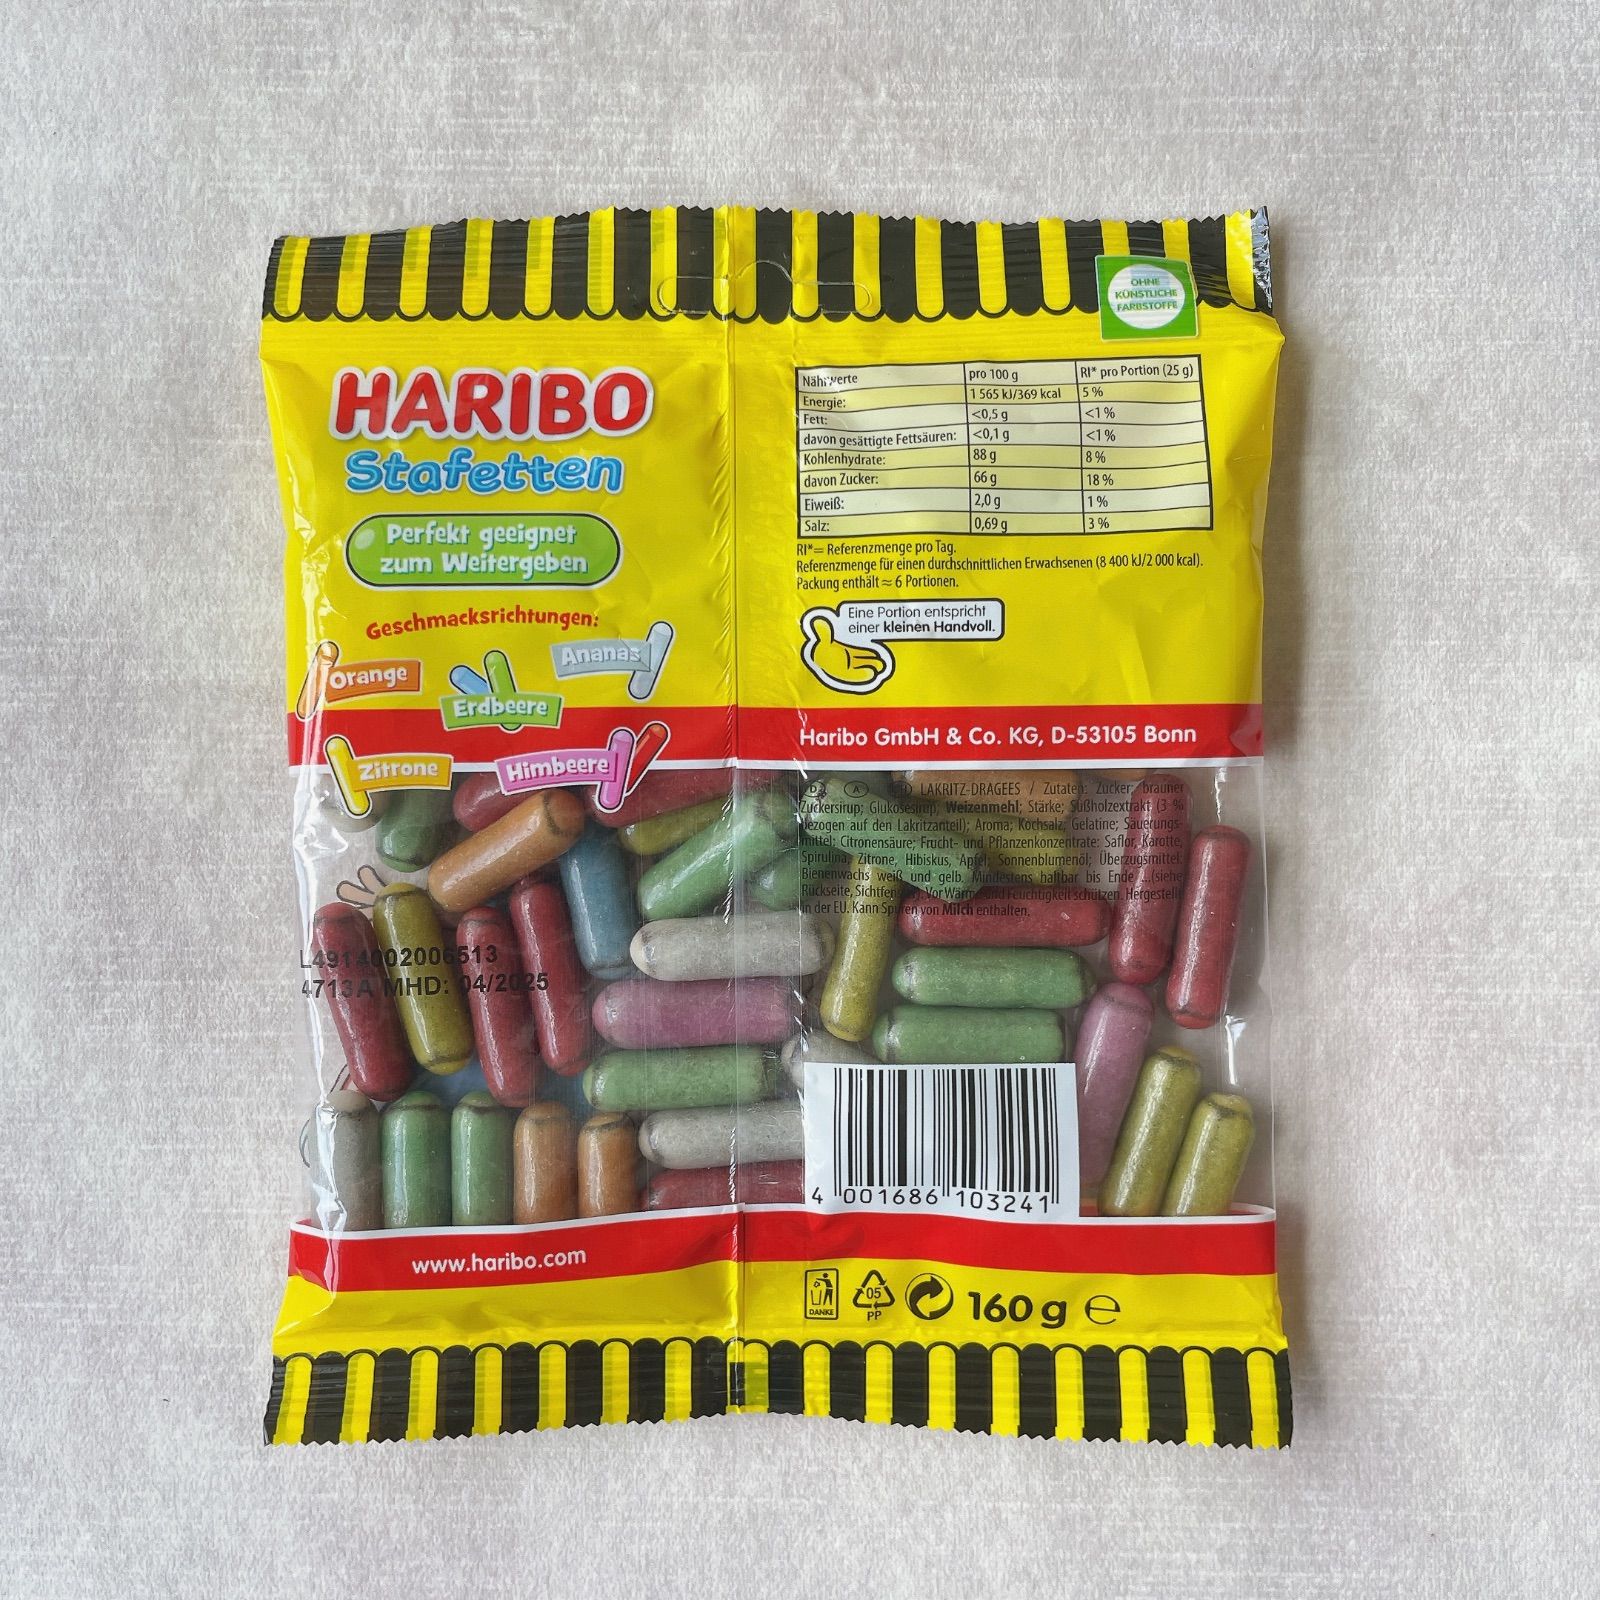 OHNE
KÜNSTLICHE
FARBSTOFFE
HARIBO
Stafetten
Perfekt geeignet
zum Weitergeben
Geschmacksrichtungen:
Orange
Erdbeere
Ananas
Zitrone
Himbeere
Nährwerte pro 100 g RI* pro Portion (25 g)
Energie: 1 565 kJ/369 kcal 5 %
Fett: <0,5 g <1 %
davon gesättigte Fettsäuren: <0,1 g <1 %
Kohlenhydrate: 88 g 8 %
davon Zucker: 66 g 18 %
Eiweiß: 2,0 g 1 %
Salz: 0,69 g 3 %
RI*= Referenzmenge pro Tag.
Referenzmenge für einen durchschnittlichen Erwachsenen (8 400 kJ/2 000 kcal).
Packung enthält ≈ 6 Portionen.
Eine Portion entspricht
einer kleinen Handvoll.
Haribo GmbH & Co. KG, D-53105 Bonn
D A LAKRITZ-DRAGEES / Zutaten: Zucker; brauner
Zuckersirup; Glukosesirup; Weizenmehl; Stärke; Süßholzextrakt (3 %
bezogen auf den Lakritzanteil); Aroma; Kochsalz; Gelatine; Säuerungs-
mittel: Citronensäure; Frucht- und Pflanzenkonzentrate: Saflor, Karotte,
Spirulina, Zitrone, Hibiskus, Apfel; Sonnenblumenöl; Überzugsmittel:
Bienenwachs weiß und gelb. Mindestens haltbar bis Ende ...(siehe
Rückseite, Sichtfenster). Vor Wärme und Feuchtigkeit schützen. Hergestellt
in der EU. Kann Spuren von Milch enthalten.
L4914002006513
4713A MHD: 04/2025
4 001686 103241
www.haribo.com
DANKE
05
PP
160 g ℮